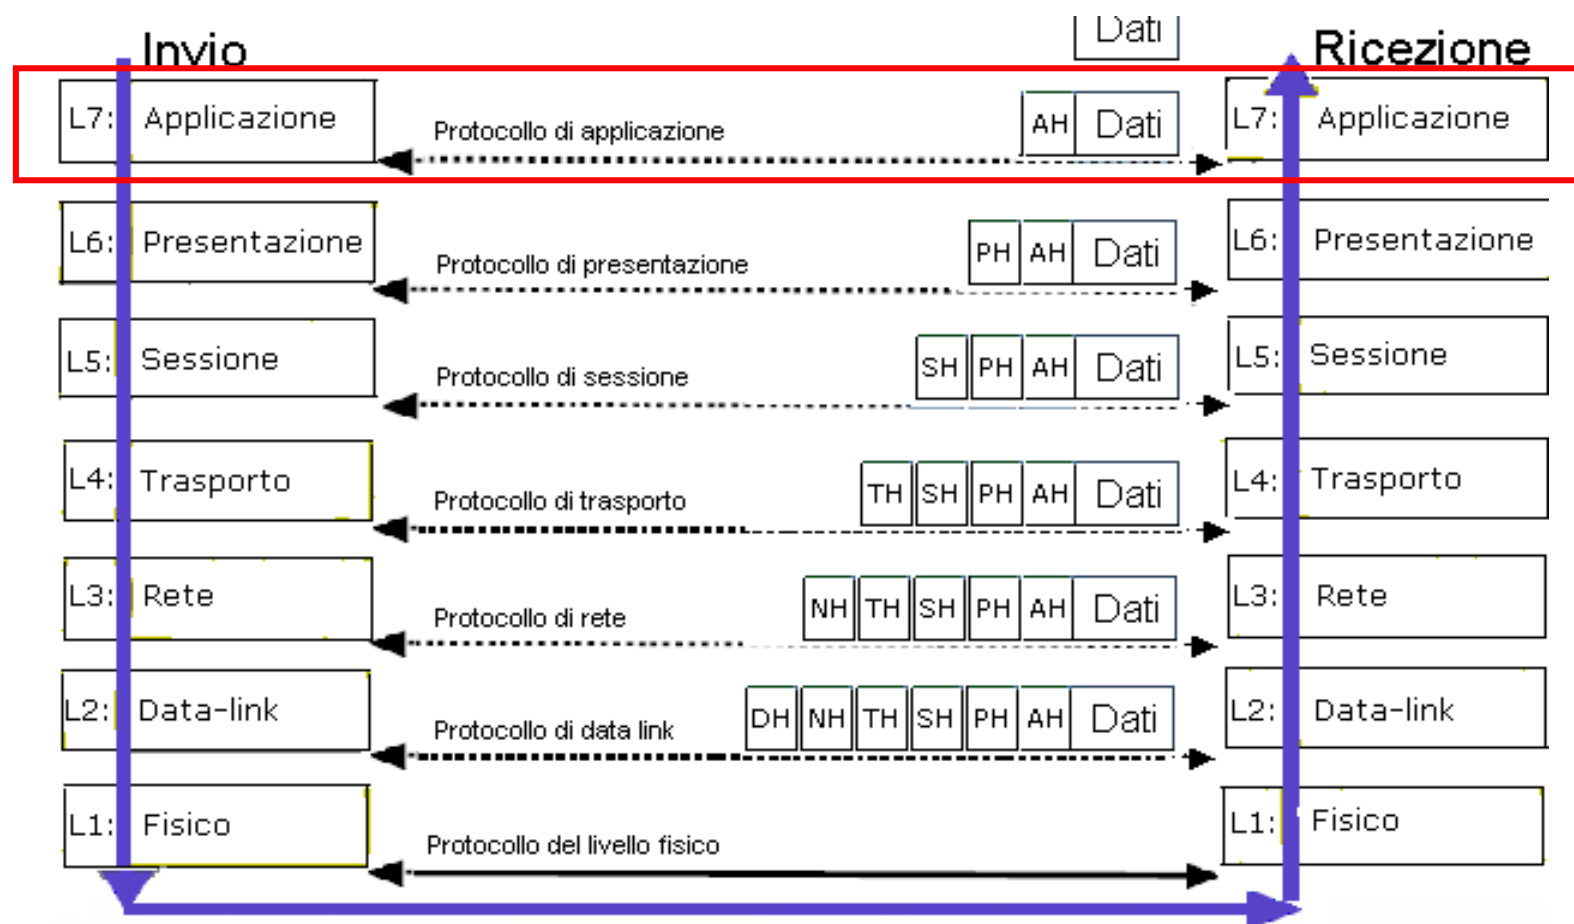 Invio
Dati
Ricezione
L7: Applicazione
Protocollo di applicazione
AH Dati
L7: Applicazione
L6: Presentazione
Protocollo di presentazione
PH AH Dati
L6: Presentazione
L5: Sessione
Protocollo di sessione
SH PH AH Dati
L5: Sessione
L4: Trasporto
Protocollo di trasporto
TH SH PH AH Dati
L4: Trasporto
L3: Rete
Protocollo di rete
NH TH SH PH AH Dati
L3: Rete
L2: Data-link
Protocollo di data link
DH NH TH SH PH AH Dati
L2: Data-link
L1: Fisico
Protocollo del livello fisico
L1: Fisico